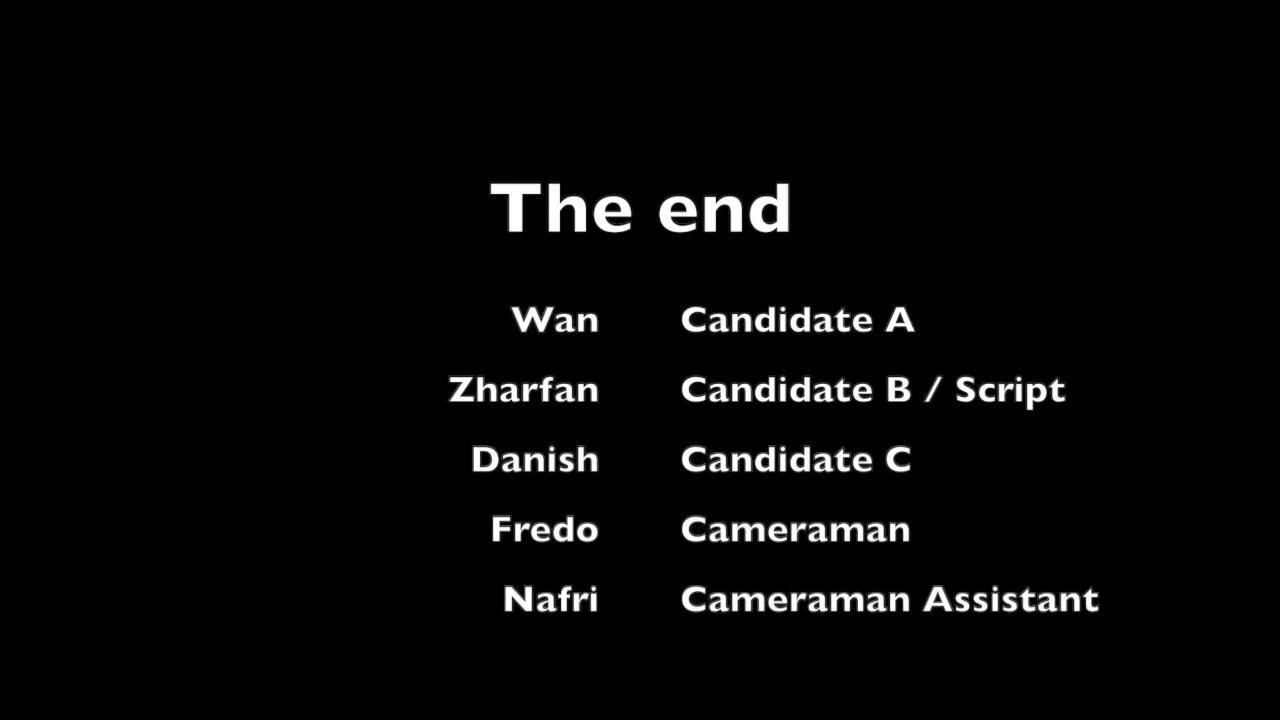 The end
Wan Candidate A
Zharfan Candidate B / Script
Danish Candidate C
Fredo Cameraman
Nafri Cameraman Assistant